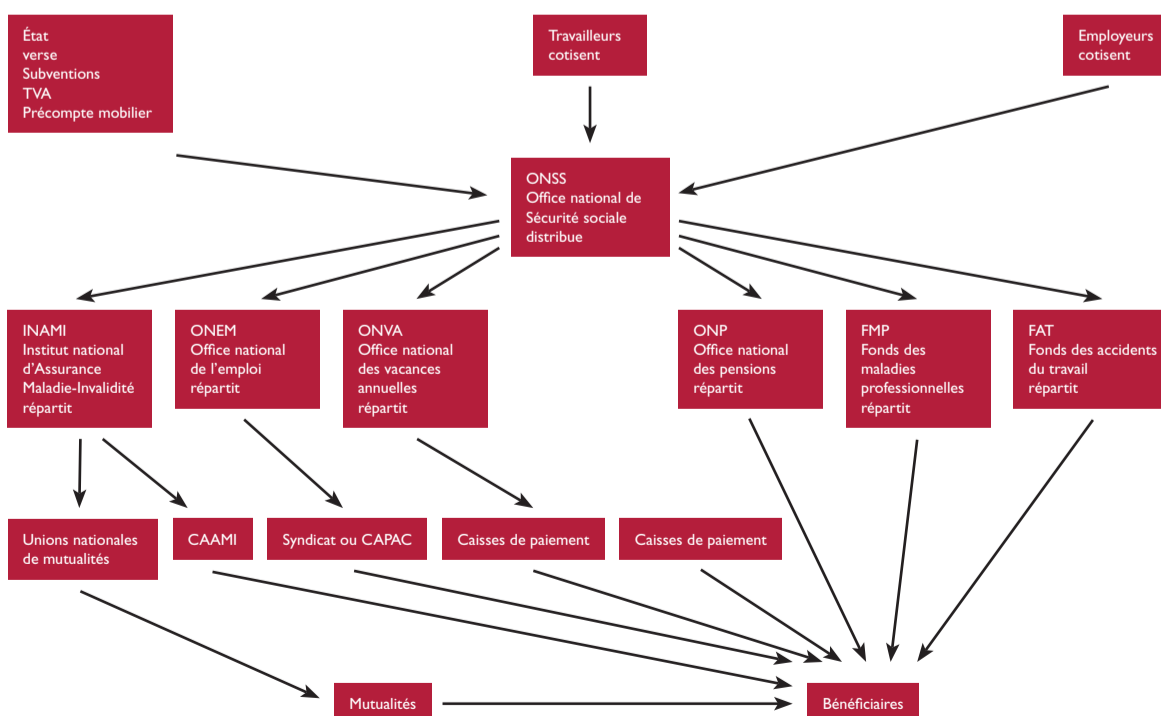 État
verse
Subventions
TVA
Précompte mobilier
Travailleurs
cotisent
Employeurs
cotisent
ONSS
Office national de
Sécurité sociale
distribue
INAMI
Institut national
d'Assurance
Maladie-Invalidité
répartit
ONEM
Office national
de l'emploi
répartit
ONVA
Office national
des vacances
annuelles
répartit
ONP
Office national
des pensions
répartit
FMP
Fonds des
maladies
professionnelles
répartit
FAT
Fonds des accidents
du travail
répartit
Unions nationales
de mutualités
CAAMI
Syndicat ou CAPAC
Caisses de paiement
Caisses de paiement
Mutualités
Bénéficiaires